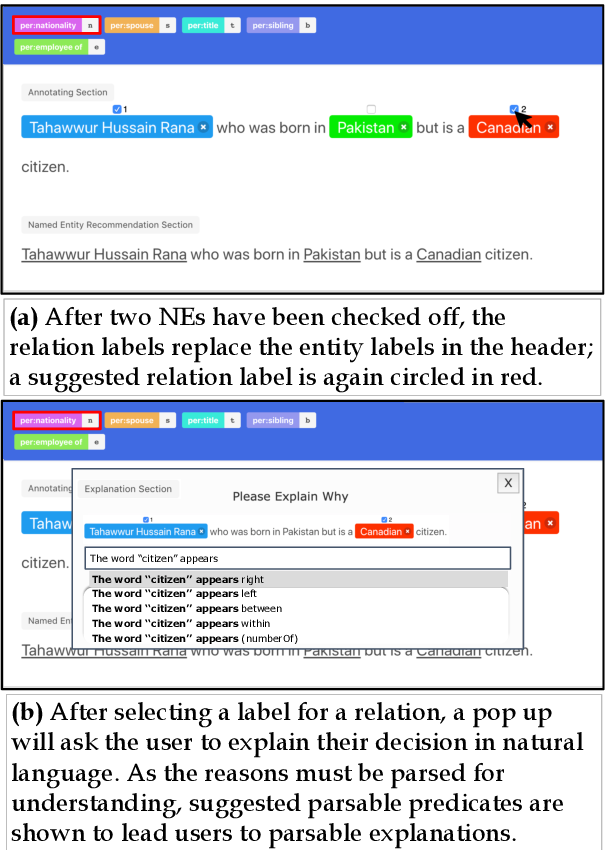 per:nationality n per:spouse s per:title t per:sibling b
per:employee of e
Annotating Section
1 2
Tahawwur Hussain Rana × who was born in Pakistan × but is a Canadian ×
citizen.
Named Entity Recommendation Section
Tahawwur Hussain Rana who was born in Pakistan but is a Canadian citizen.
(a) After two NEs have been checked off, the
relation labels replace the entity labels in the header;
a suggested relation label is again circled in red.
per:nationality n per:spouse s per:title t per:sibling b
per:employee of e
Annotating
Explanation Section
X
Please Explain Why
1 2
2
Tahaw
Tahawwur Hussain Rana × who was born in Pakistan but is a Canadian × citizen.
an ×
The word "citizen" appears
citizen.
The word "citizen" appears right
The word "citizen" appears left
The word "citizen" appears between
The word "citizen" appears within
Named En
The word "citizen" appears (numberOf)
Tahawwur Hussain Rana who was born in Pakistan but is a Canadian citizen.
(b) After selecting a label for a relation, a pop up
will ask the user to explain their decision in natural
language. As the reasons must be parsed for
understanding, suggested parsable predicates are
shown to lead users to parsable explanations.